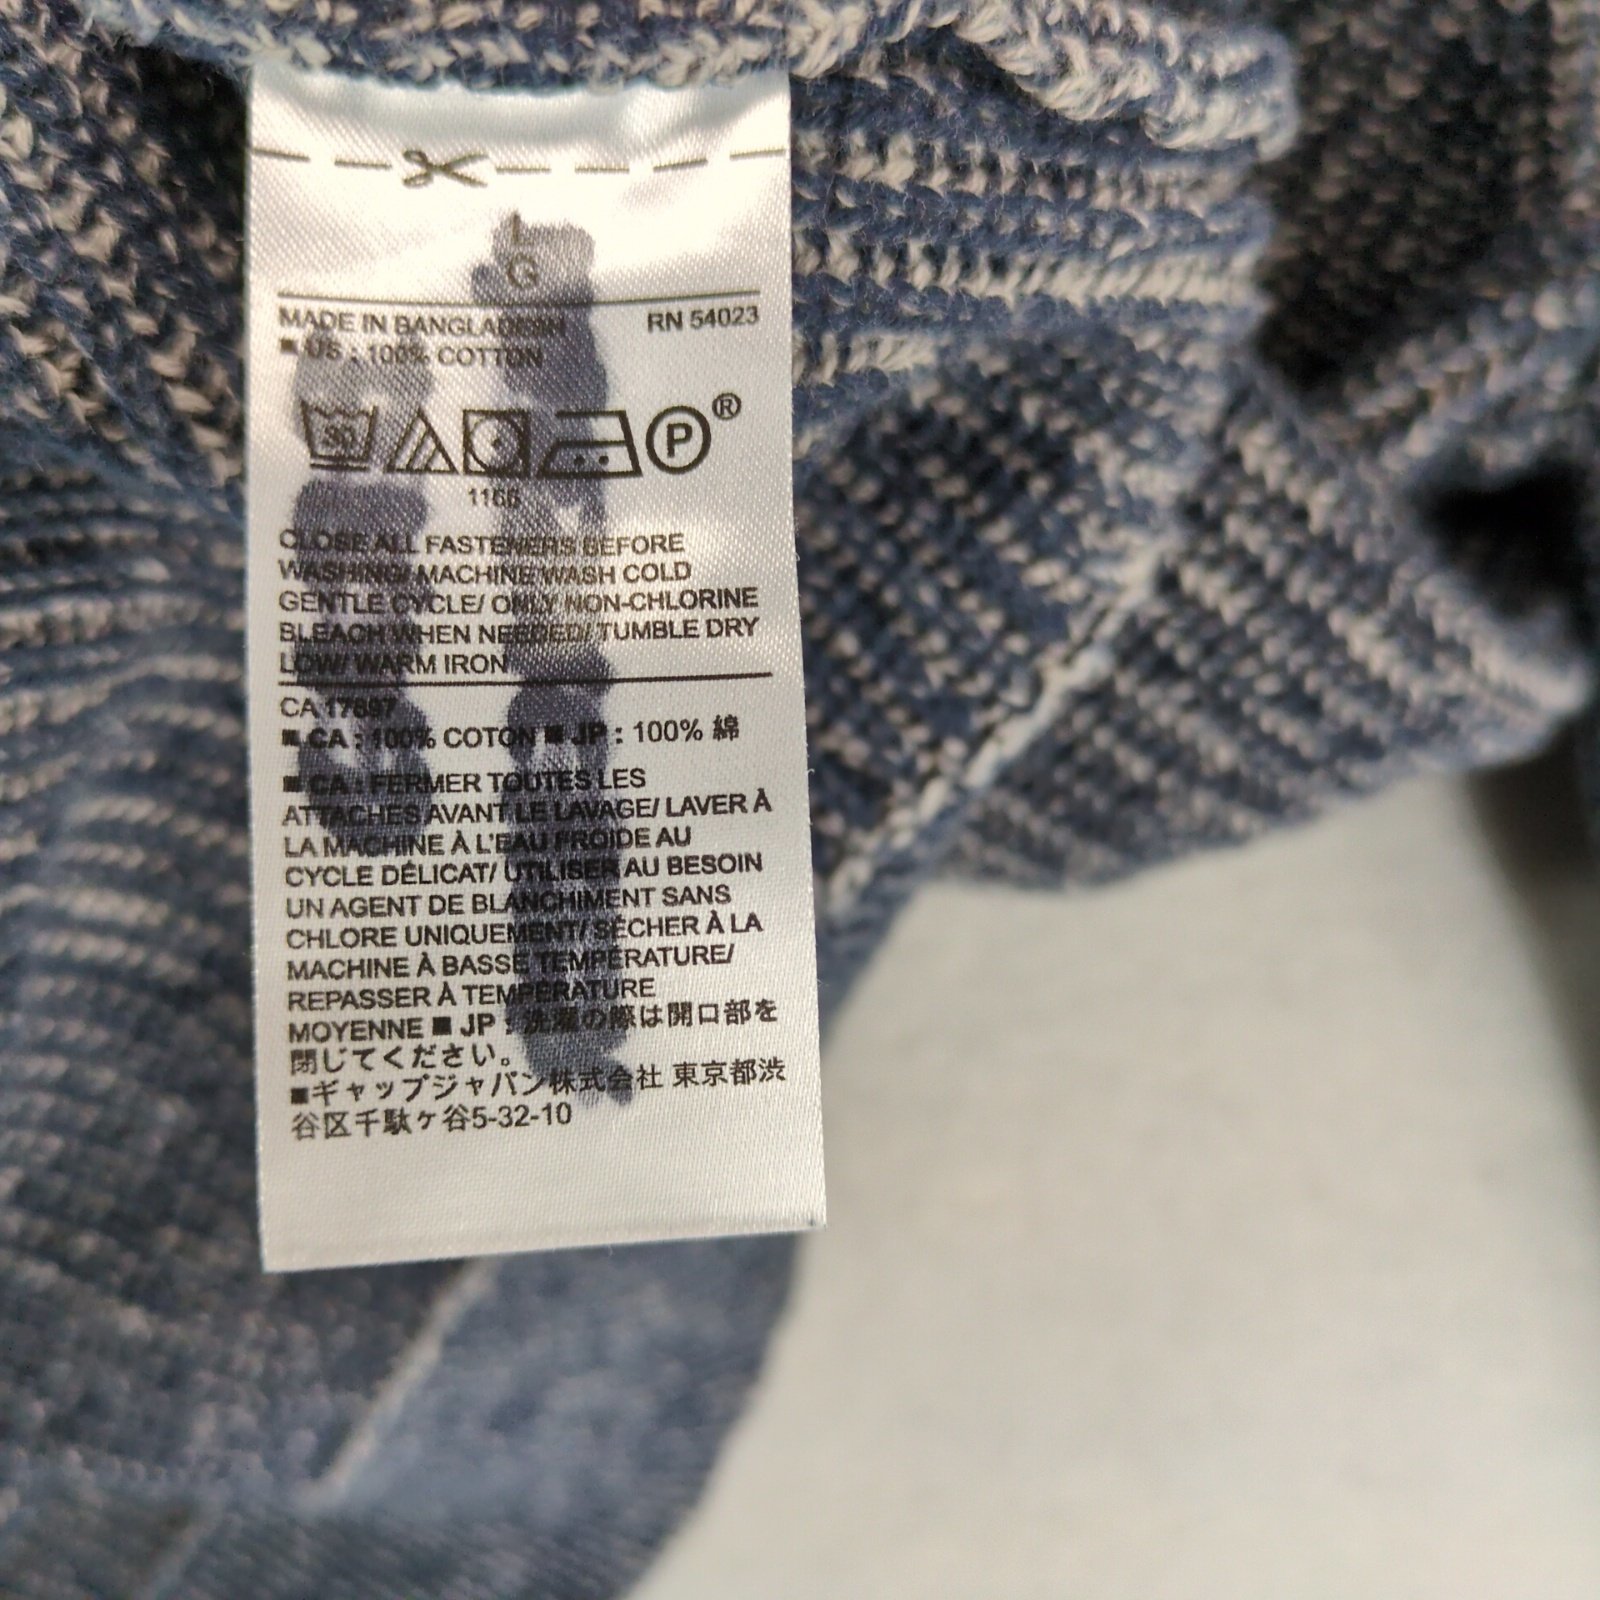 L
G
MADE IN BANGLADESH RN 54023
■ US : 100% COTTON
30 P ®
1166
CLOSE ALL FASTENERS BEFORE
WASHING/ MACHINE WASH COLD
GENTLE CYCLE/ ONLY NON-CHLORINE
BLEACH WHEN NEEDED/ TUMBLE DRY
LOW/ WARM IRON
CA 17897
■ CA : 100% COTON ■ JP : 100% 綿
■ CA : FERMER TOUTES LES
ATTACHES AVANT LE LAVAGE/ LAVER À
LA MACHINE À L'EAU FROIDE AU
CYCLE DÉLICAT/ UTILISER AU BESOIN
UN AGENT DE BLANCHIMENT SANS
CHLORE UNIQUEMENT/ SÉCHER À LA
MACHINE À BASSE TEMPÉRATURE/
REPASSER À TEMPÉRATURE
MOYENNE ■ JP : 洗濯の際は開口部を
閉じてください。
■ギャップジャパン株式会社 東京都渋
谷区千駄ヶ谷5-32-10